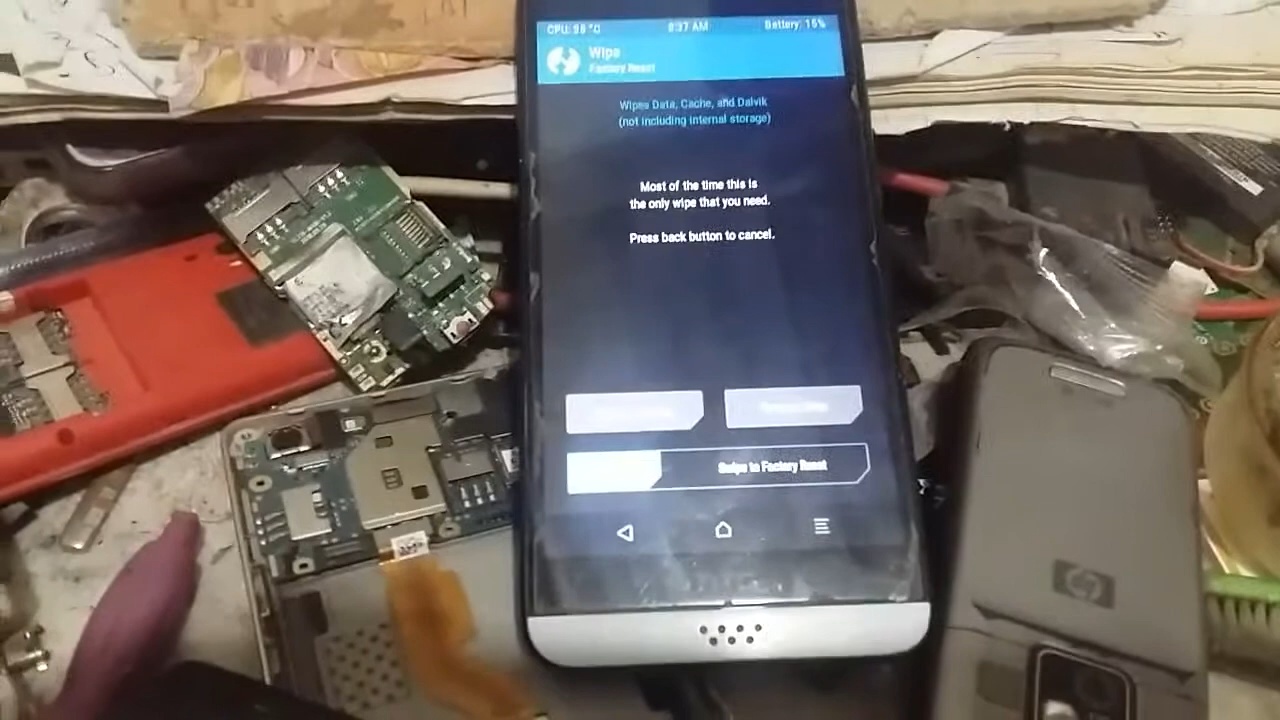 8:37 AM
Battery: 15%
Wipe
Factory Reset
Wipes Data, Cache, and Dalvik
(not including internal storage)
Most of the time this is
the only wipe that you need.
Press back button to cancel.
Swipe to Factory Reset
hp